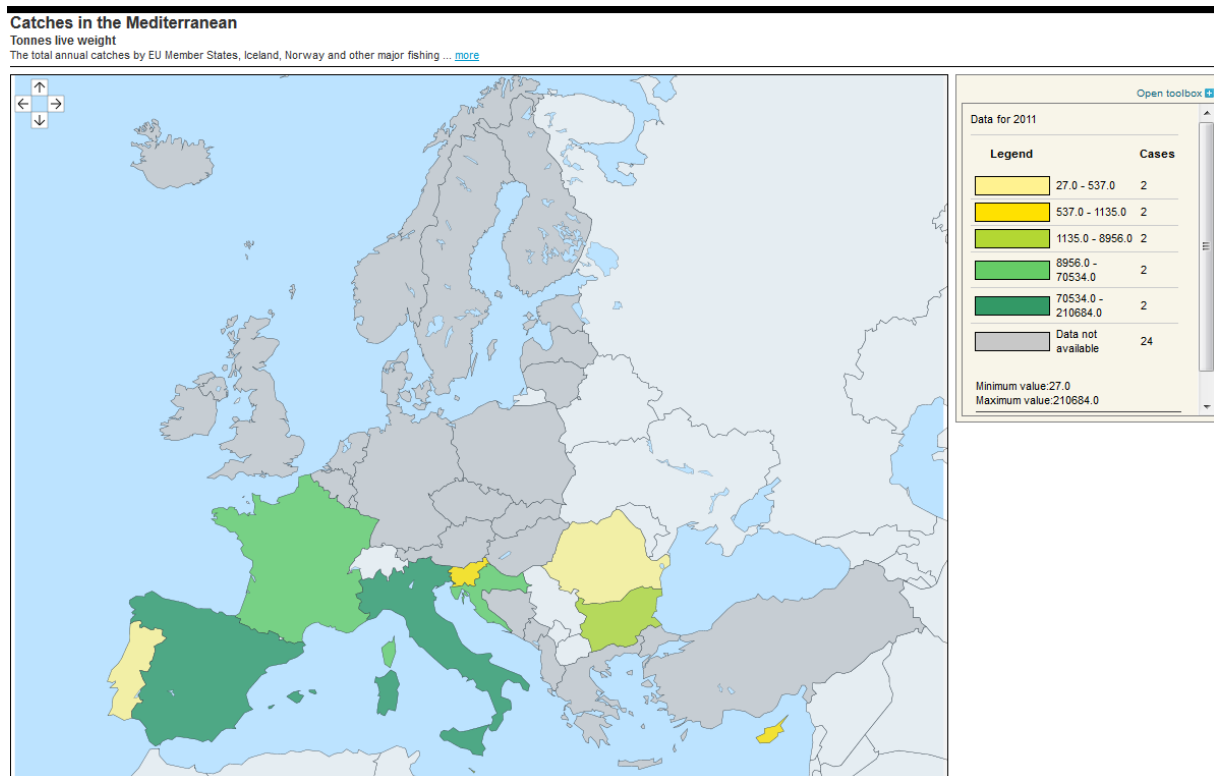 Catches in the Mediterranean
Tonnes live weight
The total annual catches by EU Member States, Iceland, Norway and other major fishing ... more
Open toolbox
Data for 2011
Legend Cases
27.0 - 537.0 2
537.0 - 1135.0 2
1135.0 - 8956.0 2
8956.0 -
70534.0 2
70534.0 -
210684.0 2
Data not
available 24
Minimum value:27.0
Maximum value:210684.0